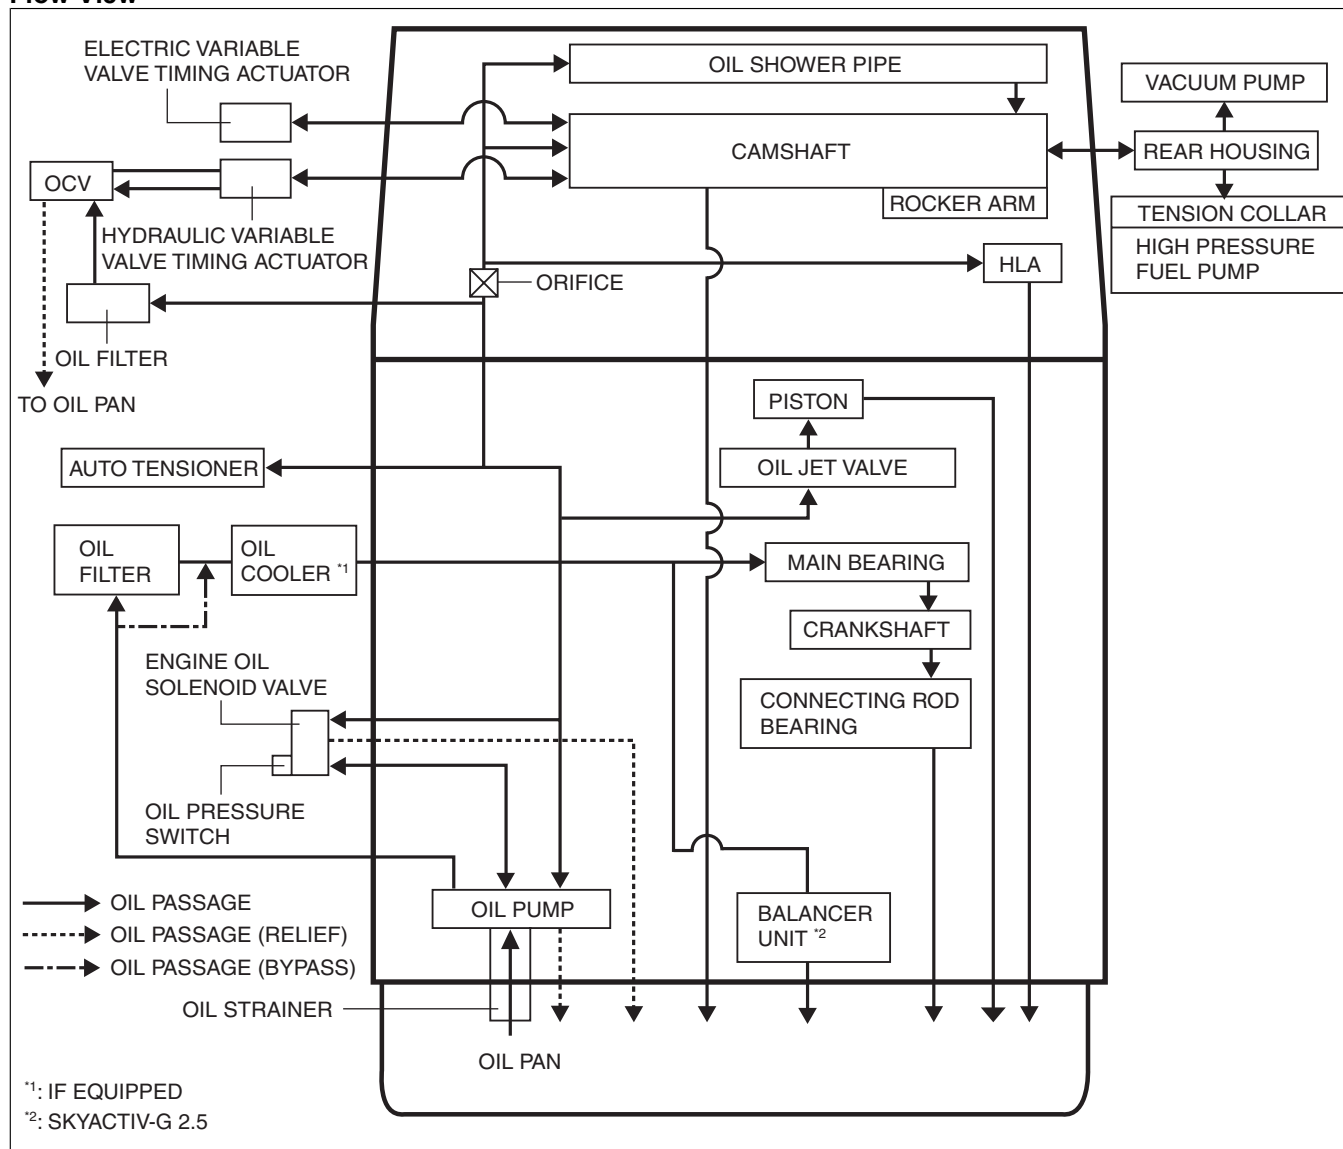 Flow View
ELECTRIC VARIABLE
VALVE TIMING ACTUATOR
OIL SHOWER PIPE
VACUUM PUMP
CAMSHAFT
REAR HOUSING
OCV
ROCKER ARM
TENSION COLLAR
HIGH PRESSURE
FUEL PUMP
HYDRAULIC VARIABLE
VALVE TIMING ACTUATOR
HLA
ORIFICE
OIL FILTER
TO OIL PAN
PISTON
AUTO TENSIONER
OIL JET VALVE
OIL
FILTER
OIL
COOLER *1
MAIN BEARING
CRANKSHAFT
ENGINE OIL
SOLENOID VALVE
CONNECTING ROD
BEARING
OIL PRESSURE
SWITCH
OIL PASSAGE
OIL PASSAGE (RELIEF)
OIL PASSAGE (BYPASS)
OIL PUMP
BALANCER
UNIT *2
OIL STRAINER
OIL PAN
*1: IF EQUIPPED
*2: SKYACTIV-G 2.5